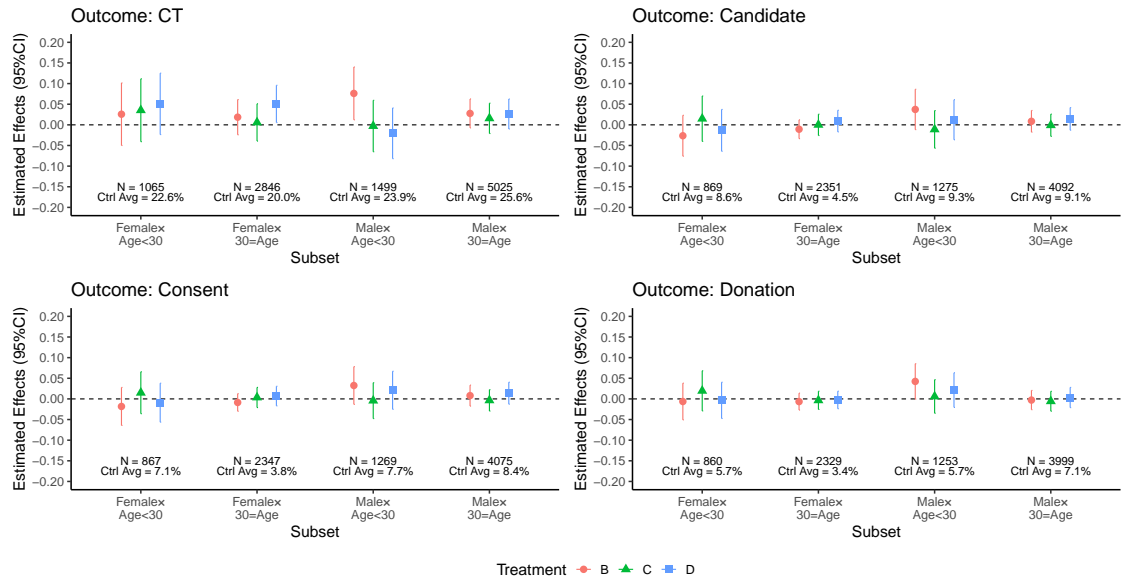 Outcome: CT
Estimated Effects (95%CI)
0.20
0.15
0.10
0.05
0.00
−0.05
−0.10
−0.15
−0.20
N = 1065
Ctrl Avg = 22.6%
N = 2846
Ctrl Avg = 20.0%
N = 1499
Ctrl Avg = 23.9%
N = 5025
Ctrl Avg = 25.6%
Female×
Age<30
Female×
30=Age
Male×
Age<30
Male×
30=Age
Subset
Outcome: Candidate
Estimated Effects (95%CI)
0.20
0.15
0.10
0.05
0.00
−0.05
−0.10
−0.15
−0.20
N = 869
Ctrl Avg = 8.6%
N = 2351
Ctrl Avg = 4.5%
N = 1275
Ctrl Avg = 9.3%
N = 4092
Ctrl Avg = 9.1%
Female×
Age<30
Female×
30=Age
Male×
Age<30
Male×
30=Age
Subset
Outcome: Consent
Estimated Effects (95%CI)
0.20
0.15
0.10
0.05
0.00
−0.05
−0.10
−0.15
−0.20
N = 867
Ctrl Avg = 7.1%
N = 2347
Ctrl Avg = 3.8%
N = 1269
Ctrl Avg = 7.7%
N = 4075
Ctrl Avg = 8.4%
Female×
Age<30
Female×
30=Age
Male×
Age<30
Male×
30=Age
Subset
Outcome: Donation
Estimated Effects (95%CI)
0.20
0.15
0.10
0.05
0.00
−0.05
−0.10
−0.15
−0.20
N = 860
Ctrl Avg = 5.7%
N = 2329
Ctrl Avg = 3.4%
N = 1253
Ctrl Avg = 5.7%
N = 3999
Ctrl Avg = 7.1%
Female×
Age<30
Female×
30=Age
Male×
Age<30
Male×
30=Age
Subset
Treatment B C D